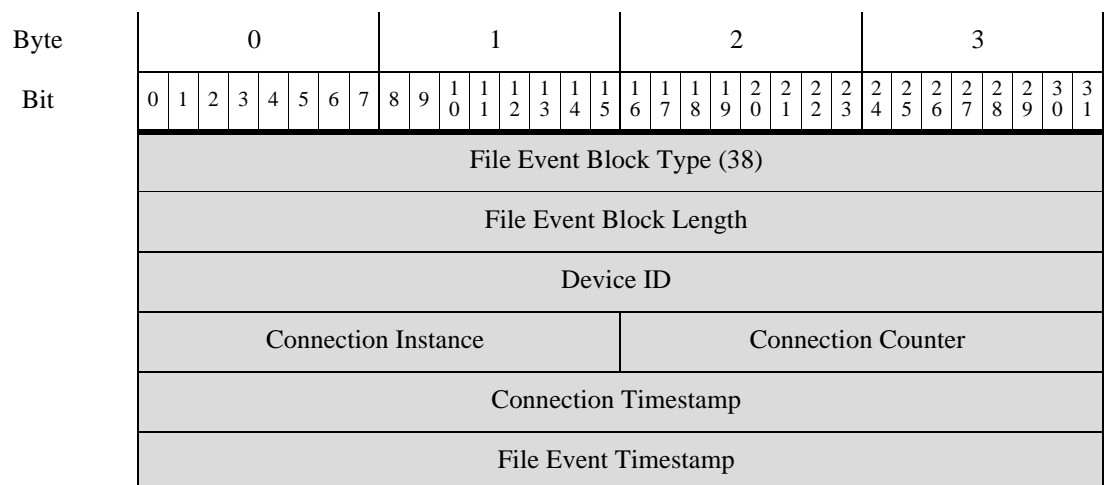 Byte 0 1 2 3
Bit 0 1 2 3 4 5 6 7 8 9 10 11 12 13 14 15 16 17 18 19 20 21 22 23 24 25 26 27 28 29 30 31
File Event Block Type (38)
File Event Block Length
Device ID
Connection Instance Connection Counter
Connection Timestamp
File Event Timestamp